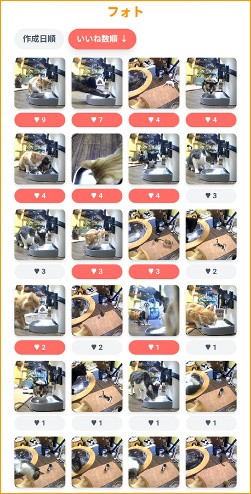 フォト
作成日順 いいね数順 ↓
♥ 9 ♥ 7 ♥ 4 ♥ 4
♥ 4 ♥ 4 ♥ 4 ♥ 3
♥ 3 ♥ 3 ♥ 3 ♥ 2
♥ 2 ♥ 2 ♥ 1 ♥ 1
♥ 1 ♥ 1 ♥ 1 ♥ 1